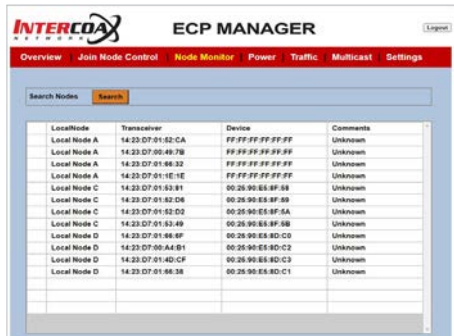 INTERCOAX
NETWORK
ECP MANAGER
Logout
Overview Join Node Control Node Monitor Power Traffic Multicast Settings
Search Nodes Search
LocalNode Transceiver Device Comments
Local Node A 14:23:D7:01:52:CA FF:FF:FF:FF:FF:FF Unknown
Local Node A 14:23:D7:00:49:7B FF:FF:FF:FF:FF:FF Unknown
Local Node A 14:23:D7:01:66:32 FF:FF:FF:FF:FF:FF Unknown
Local Node A 14:23:D7:01:1E:1E FF:FF:FF:FF:FF:FF Unknown
Local Node C 14:23:D7:01:53:81 00:25:90:E5:8F:58 Unknown
Local Node C 14:23:D7:01:52:D6 00:25:90:E5:8F:59 Unknown
Local Node C 14:23:D7:01:52:D2 00:25:90:E5:8F:5A Unknown
Local Node C 14:23:D7:01:53:49 00:25:90:E5:8F:5B Unknown
Local Node D 14:23:D7:01:66:6F 00:25:90:E5:8D:C0 Unknown
Local Node D 14:23:D7:00:A4:B1 00:25:90:E5:8D:C2 Unknown
Local Node D 14:23:D7:01:4D:CF 00:25:90:E5:8D:C3 Unknown
Local Node D 14:23:D7:01:66:38 00:25:90:E5:8D:C1 Unknown